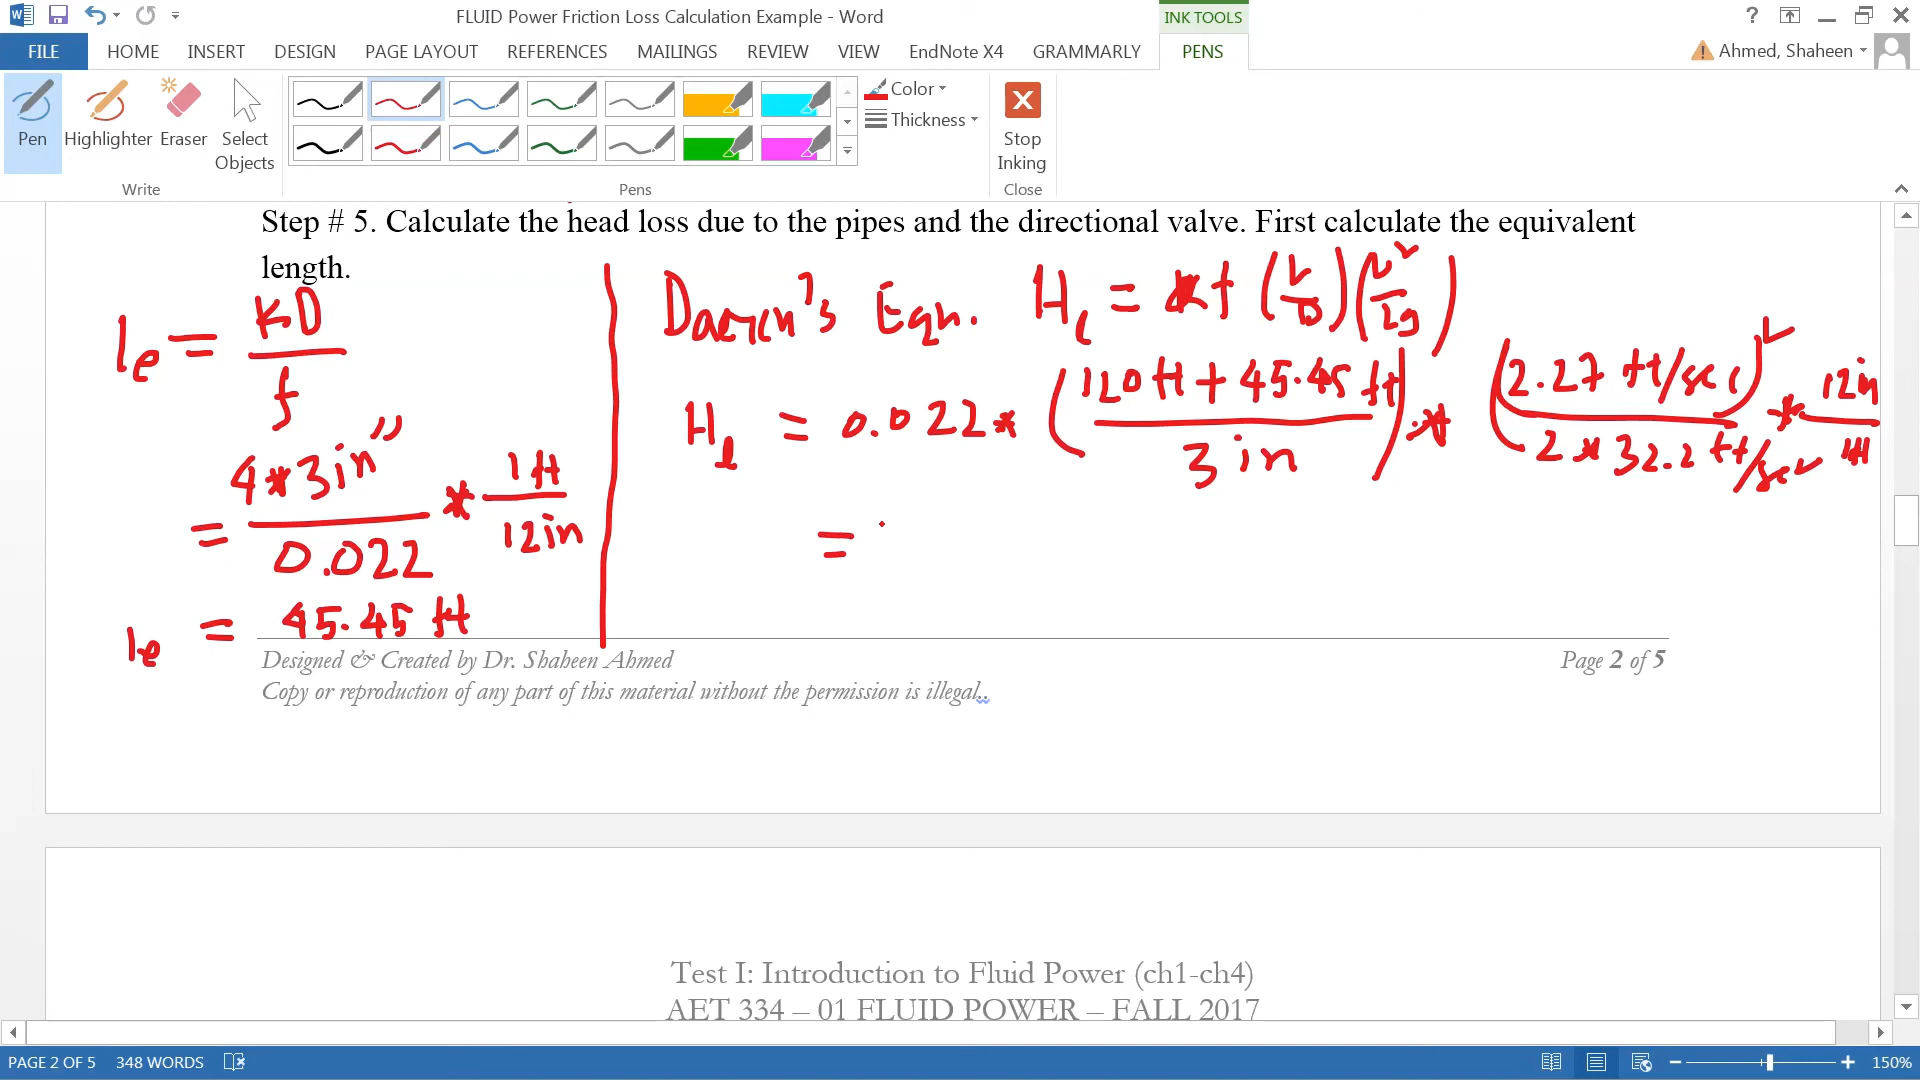 FLUID Power Friction Loss Calculation Example - Word
INK TOOLS
FILE HOME INSERT DESIGN PAGE LAYOUT REFERENCES MAILINGS REVIEW VIEW EndNote X4 GRAMMARLY PENS
Ahmed, Shaheen
Pen
Highlighter
Eraser
Select Objects
Color
Thickness
Stop Inking
Write
Pens
Close
Step # 5. Calculate the head loss due to the pipes and the directional valve. First calculate the equivalent
length.
le = KD / f
= 4*3in" / 0.022 * 1ft / 12in
le = 45.45 ft
Eqn. HL = f (L/D) (v² / 2g)
HL = 0.022 * (120ft + 45.45 ft / 3 in) * (2.27 ft/sec)² / 2 * 32.2 ft/sec² * 12in / 1ft
=
Designed & Created by Dr. Shaheen Ahmed
Page 2 of 5
Copy or reproduction of any part of this material without the permission is illegal..
Test I: Introduction to Fluid Power (ch1-ch4)
AET 334 – 01 FLUID POWER – FALL 2017
PAGE 2 OF 5 348 WORDS
150%